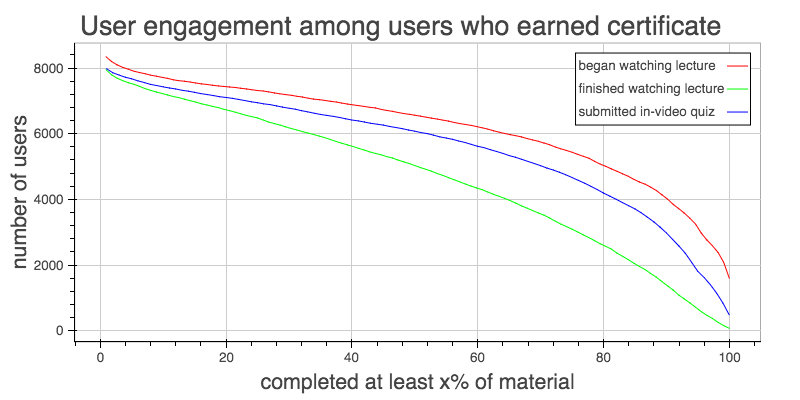 User engagement among users who earned certificate
began watching lecture
finished watching lecture
submitted in-video quiz
number of users
8000
6000
4000
2000
0
0 20 40 60 80 100
completed at least x% of material